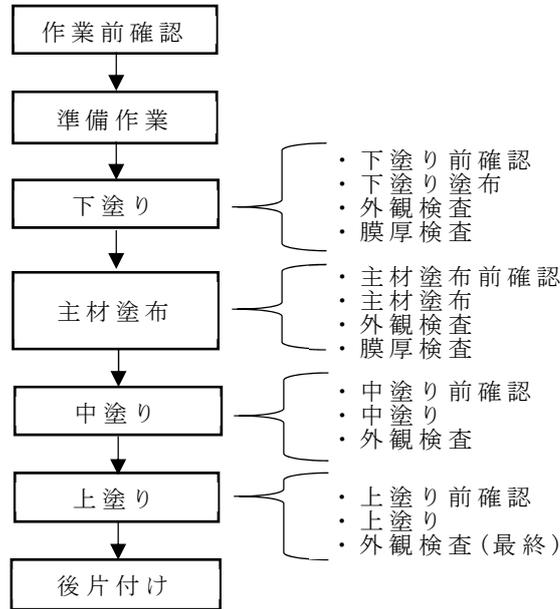 作業前確認
準備作業
下塗り
・下塗り前確認
・下塗り塗布
・外観検査
・膜厚検査
主材塗布
・主材塗布前確認
・主材塗布
・外観検査
・膜厚検査
中塗り
・中塗り前確認
・中塗り
・外観検査
上塗り
・上塗り前確認
・上塗り
・外観検査(最終)
後片付け